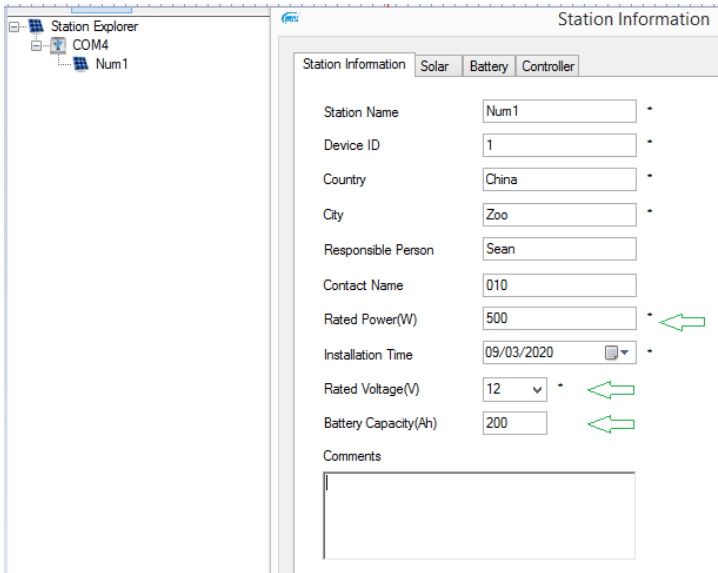 Station Explorer
COM4
Num1
Station Information
Station Information Solar Battery Controller
Station Name Num1 *
Device ID 1 *
Country China *
City Zoo *
Responsible Person Sean
Contact Name 010
Rated Power(W) 500 *
Installation Time 09/03/2020 *
Rated Voltage(V) 12 *
Battery Capacity(Ah) 200
Comments